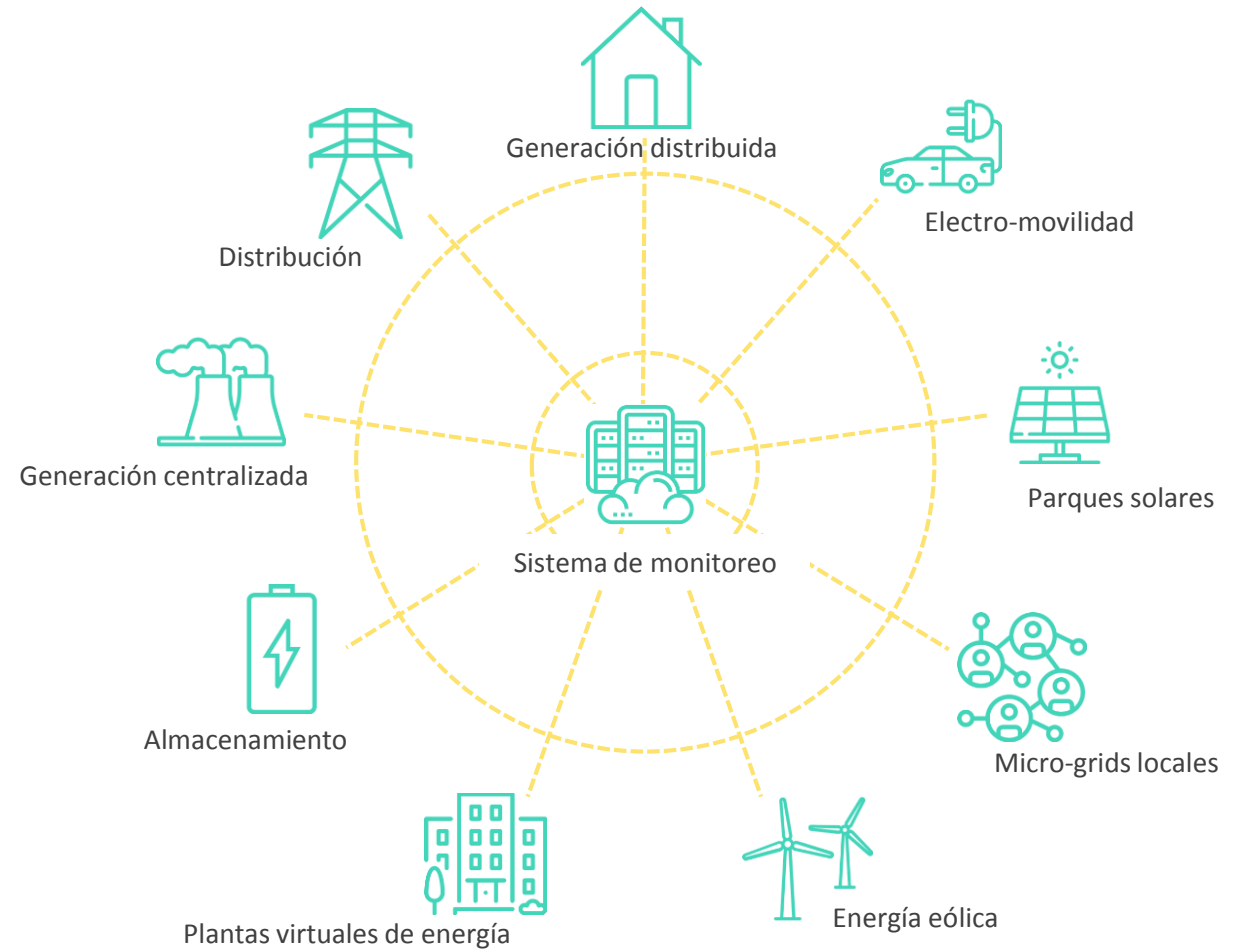 Generación distribuida
Electro-movilidad
Distribución
Generación centralizada
Parques solares
Sistema de monitoreo
Almacenamiento
Micro-grids locales
Energía eólica
Plantas virtuales de energía